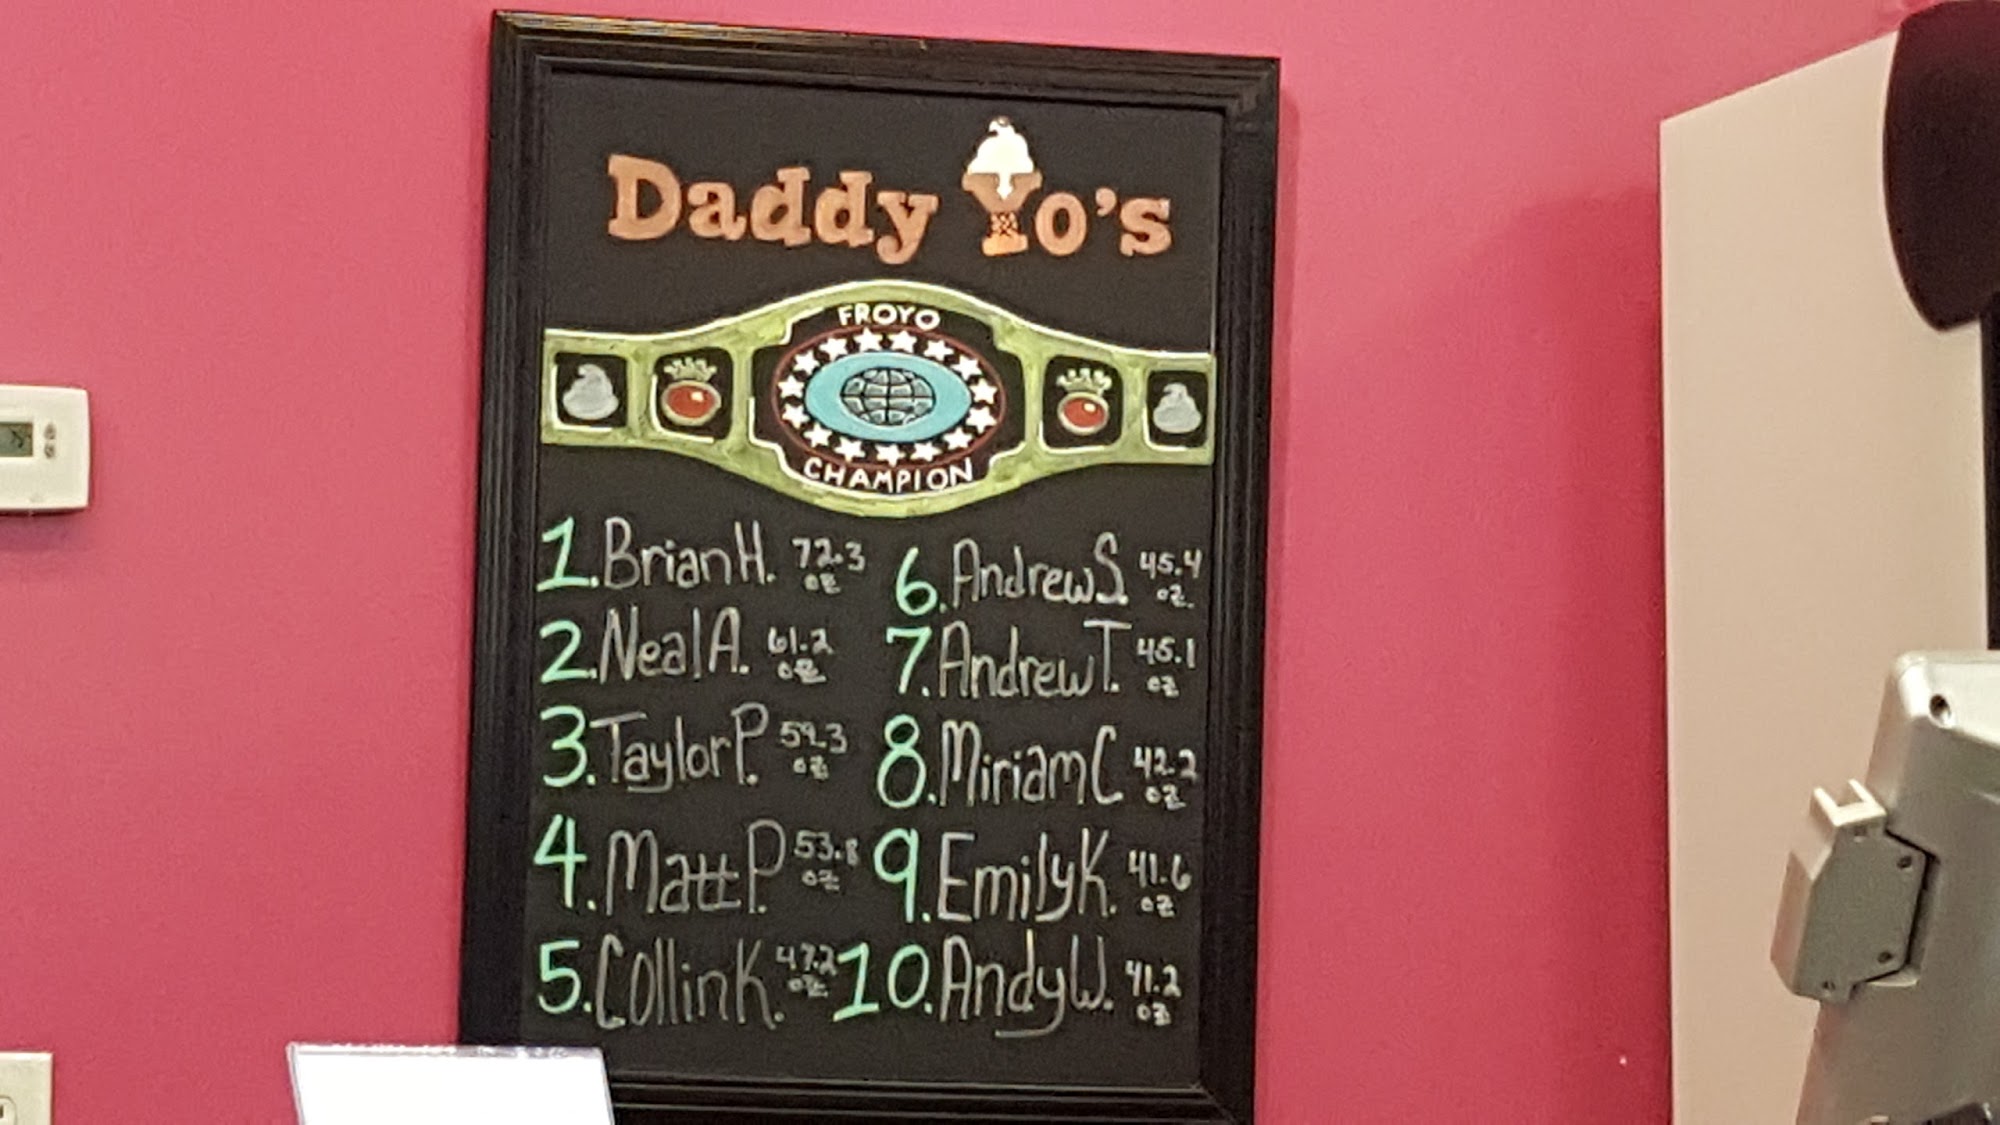 Daddy Yo's
FROYO
CHAMPION
1. Brian H. 72.3 oz
2. Neal A. 61.2 oz
3. Taylor P. 59.3 oz
4. Matt P. 53.8 oz
5. Collin K. 47.2 oz
6. Andrew S. 45.4 oz.
7. Andrew T. 45.1 oz
8. Miriam C 42.2 oz
9. Emily K. 41.6 oz
10. Andy W. 41.2 oz